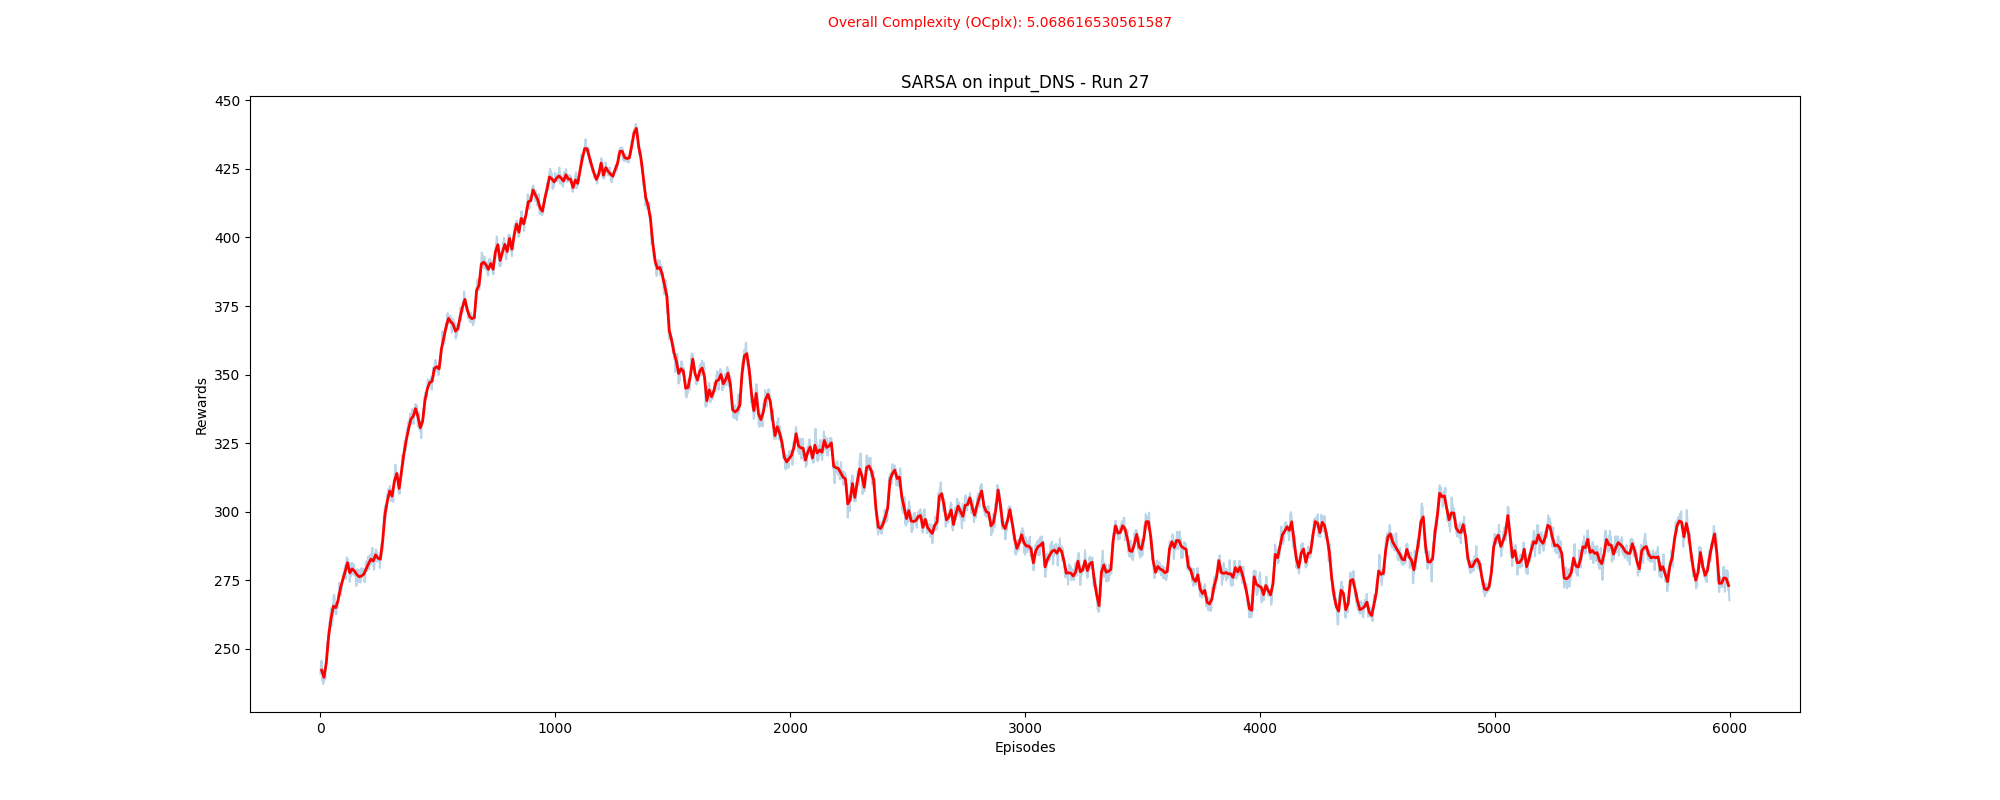 Overall Complexity (OCplx): 5.068616530561587
SARSA on input_DNS - Run 27
450
425
400
375
350
325
300
275
250
Rewards
0 1000 2000 3000 4000 5000 6000
Episodes